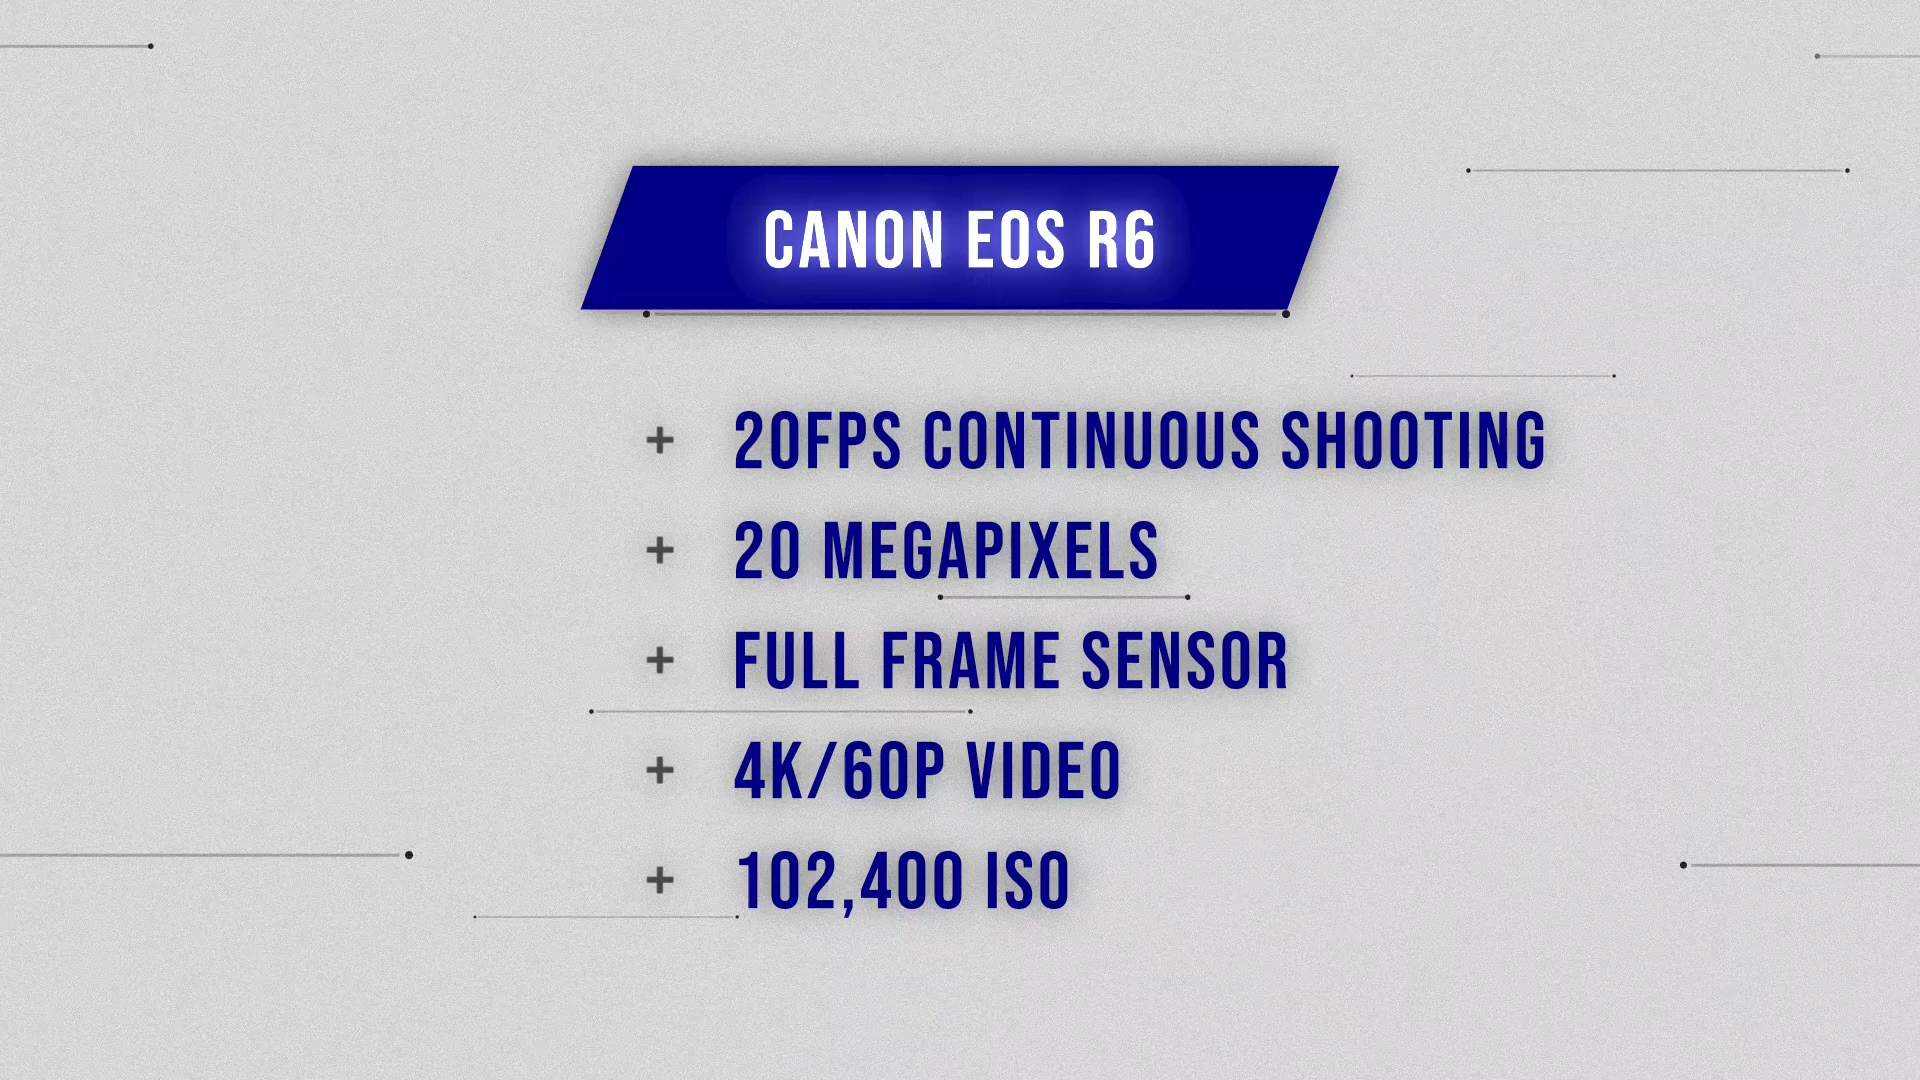 CANON EOS R6
+ 20FPS CONTINUOUS SHOOTING
+ 20 MEGAPIXELS
+ FULL FRAME SENSOR
+ 4K/60P VIDEO
+ 102,400 ISO